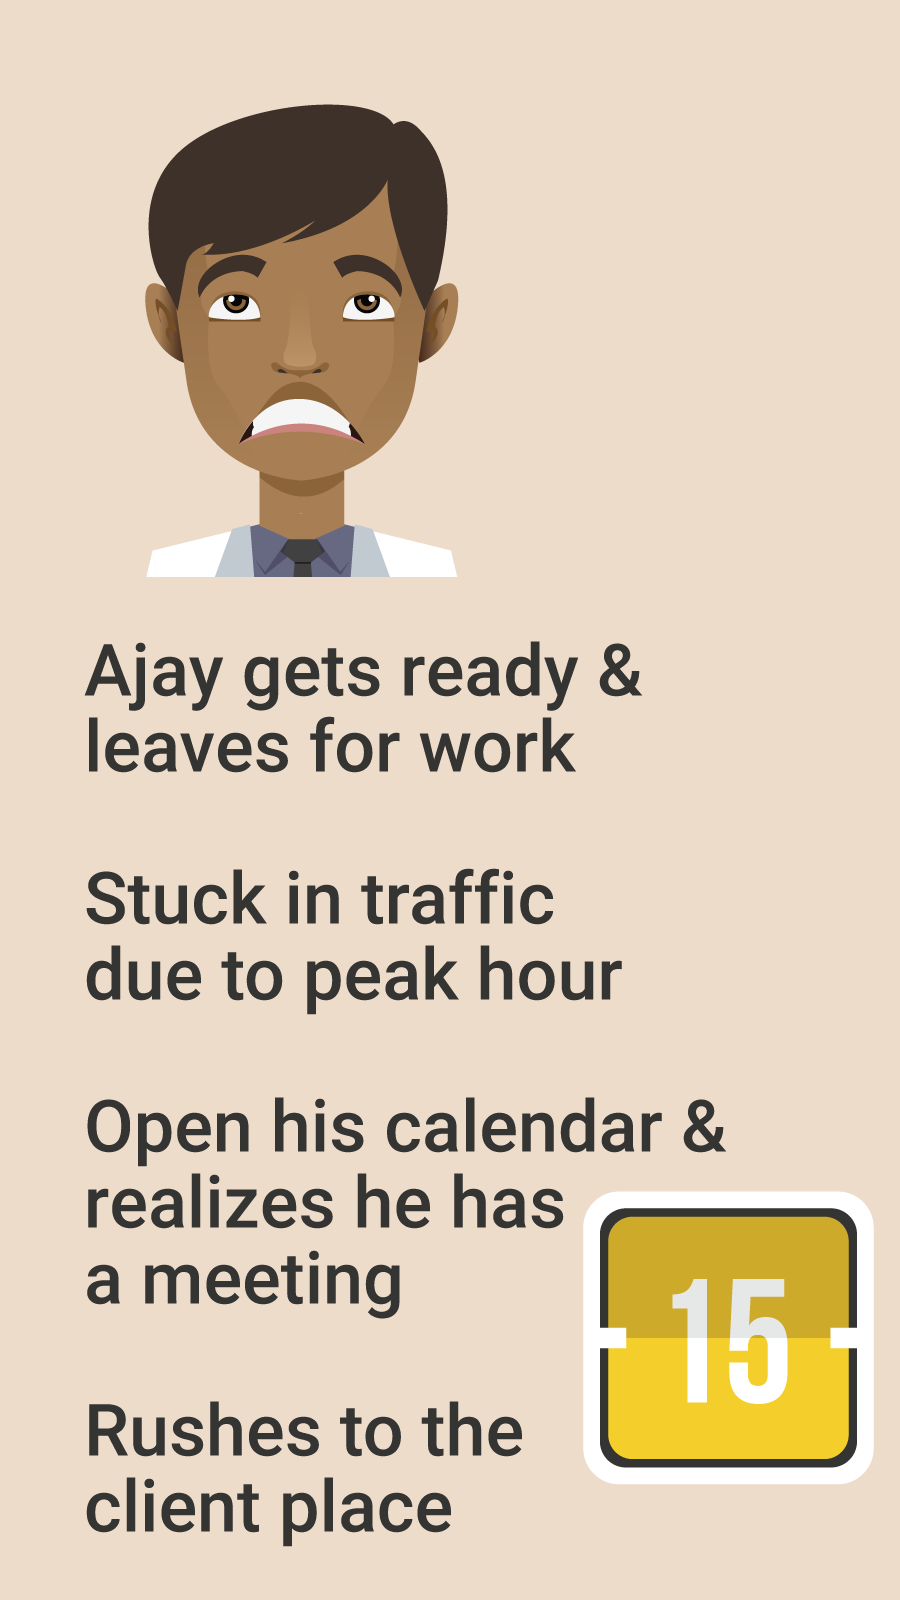 Ajay gets ready &
leaves for work
Stuck in traffic
due to peak hour
Open his calendar &
realizes he has
a meeting
15
Rushes to the
client place